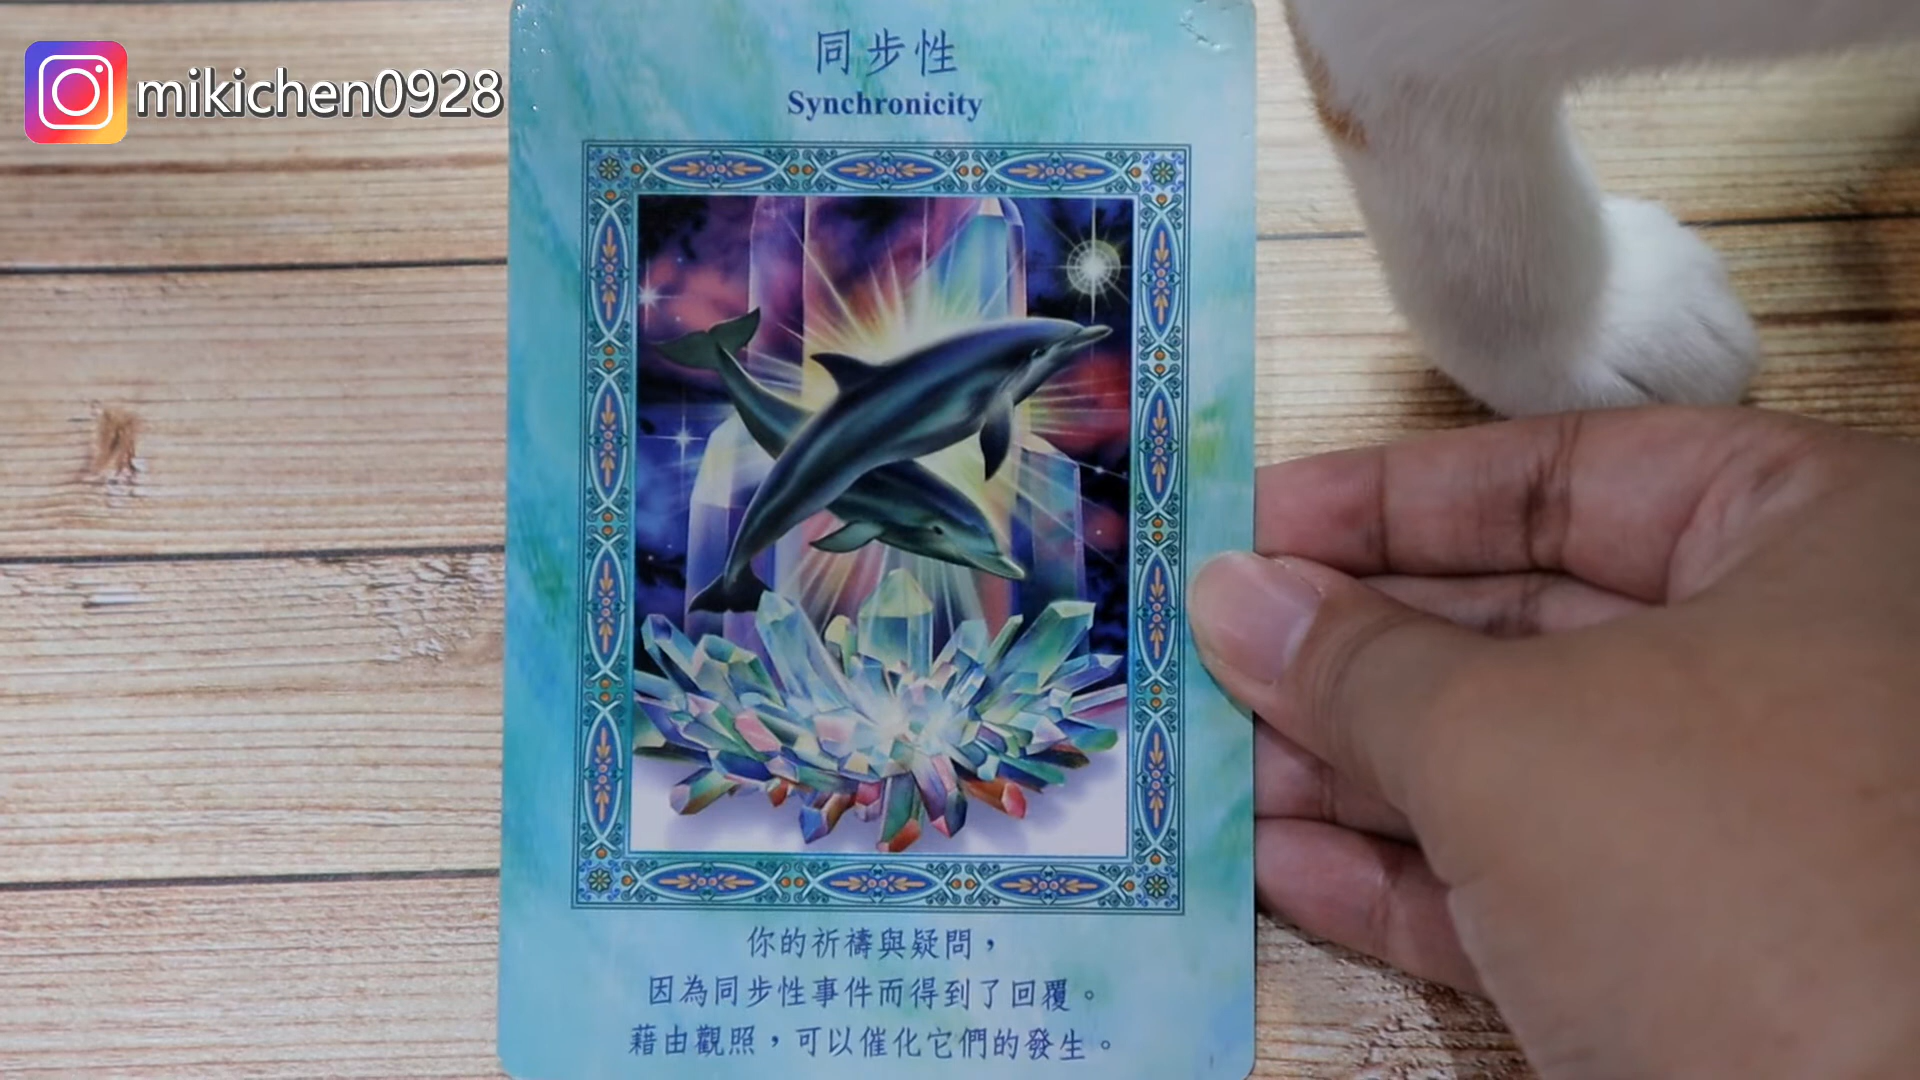 mikichen0928
同步性
Synchronicity
你的祈禱與疑問，
因為同步性事件而得到了回覆。
藉由觀照，可以催化它們的發生。